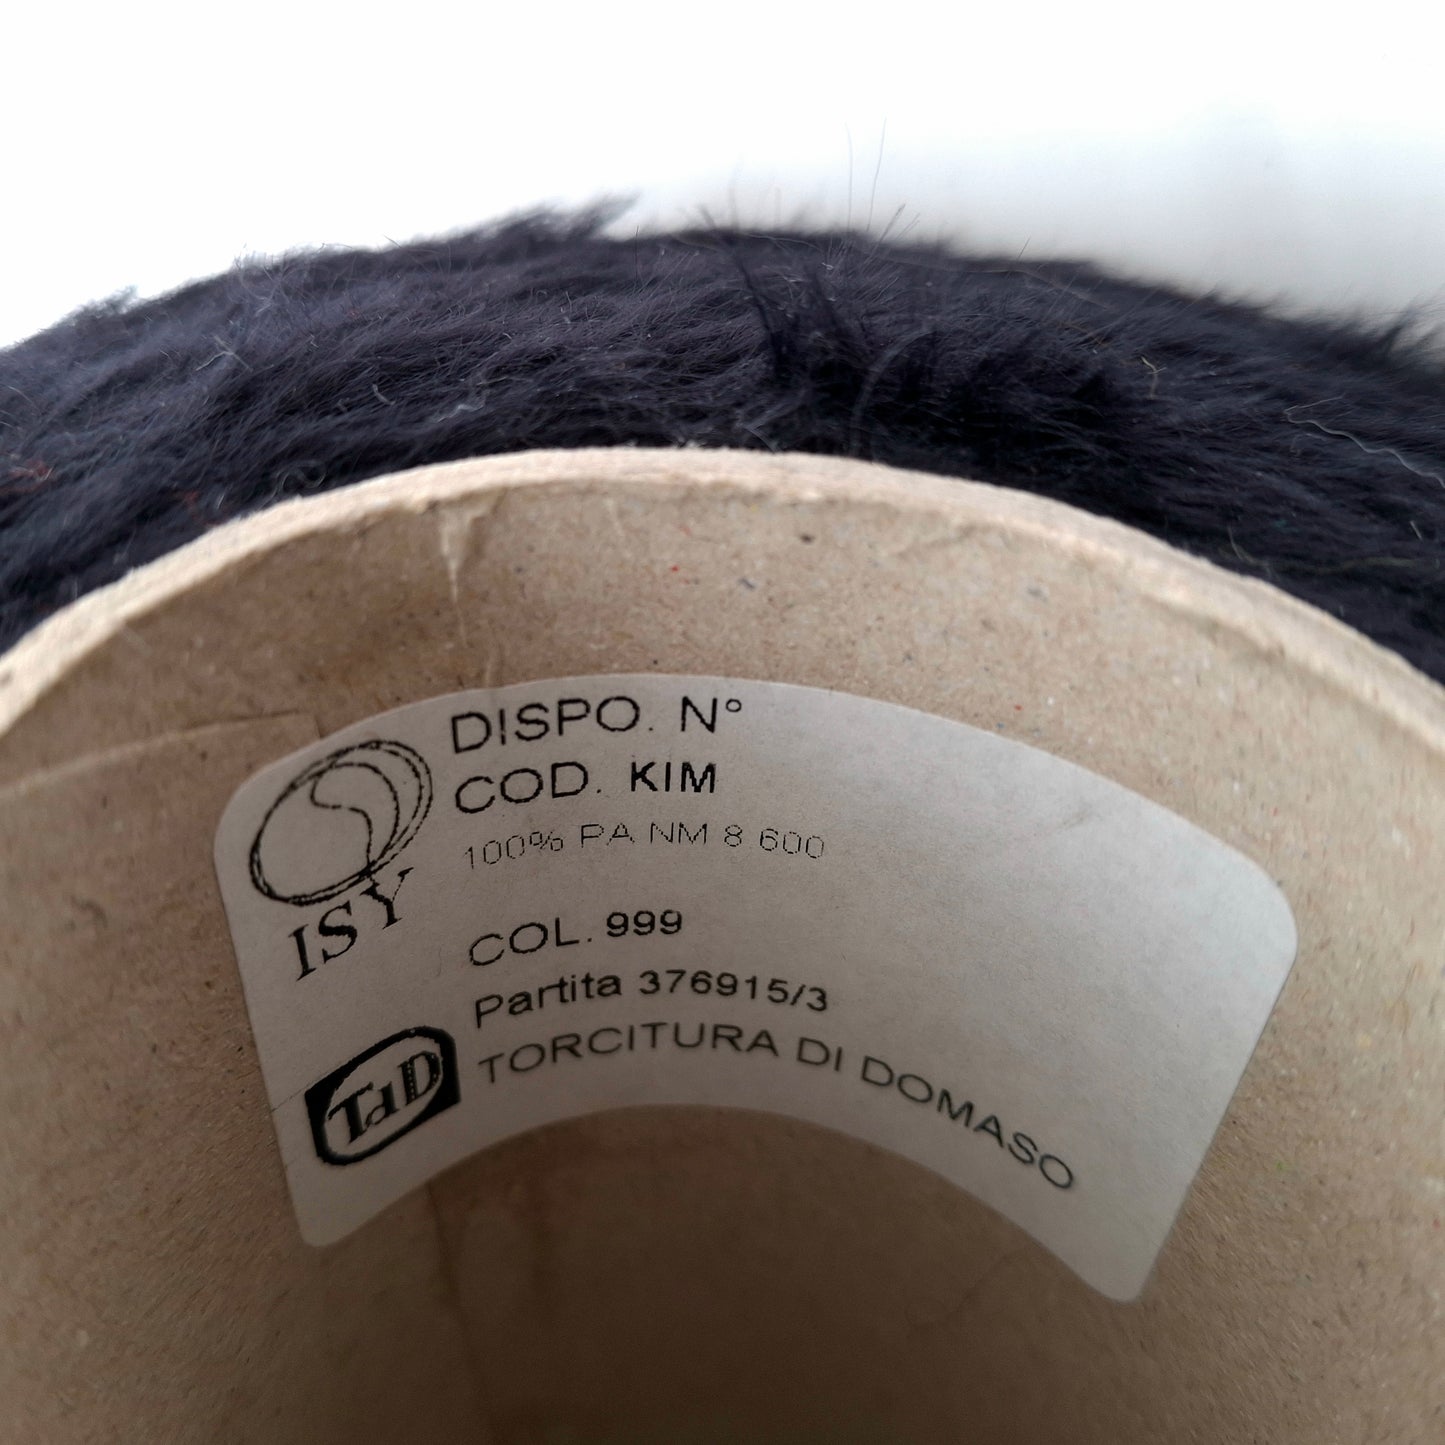 DISPO. N°
COD. KIM
100% PA NM 8 600
ISY
COL. 999
Partita 376915/3
TdD
TORCITURA DI DOMASO